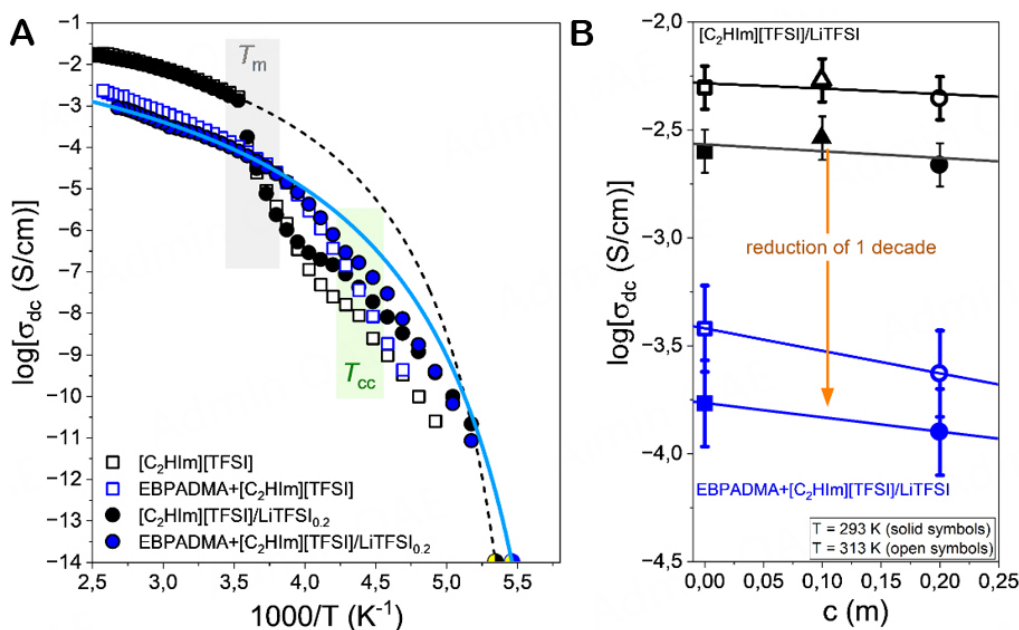 A
log[σdc (S/cm)]
−1
−2
−3
−4
−5
−6
−7
−8
−9
−10
−11
−12
−13
−14
Tm
Tcc
[C₂HIm][TFSI]
EBPADMA+[C₂HIm][TFSI]
[C₂HIm][TFSI]/LiTFSI₀.₂
EBPADMA+[C₂HIm][TFSI]/LiTFSI₀.₂
2,5 3,0 3,5 4,0 4,5 5,0 5,5
1000/T (K⁻¹)
B
log[σdc (S/cm)]
−2,0
−2,5
−3,0
−3,5
−4,0
−4,5
[C₂HIm][TFSI]/LiTFSI
reduction of 1 decade
EBPADMA+[C₂HIm][TFSI]/LiTFSI
T = 293 K (solid symbols)
T = 313 K (open symbols)
0,00 0,05 0,10 0,15 0,20 0,25
c (m)